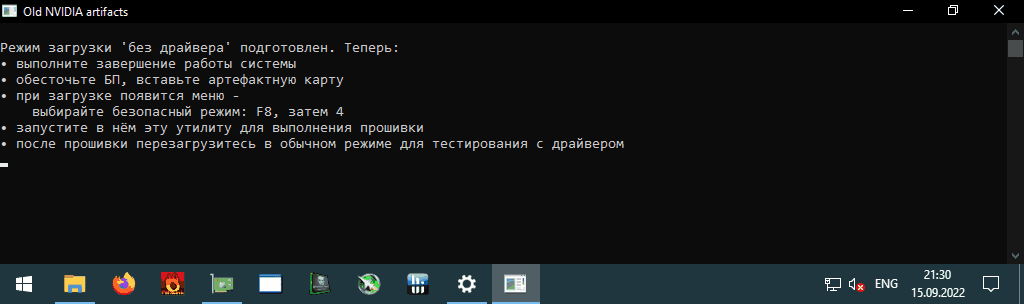 Old NVIDIA artifacts
Режим загрузки 'без драйвера' подготовлен. Теперь:
• выполните завершение работы системы
• обесточьте БП, вставьте артефактную карту
• при загрузке появится меню -
выбирайте безопасный режим: F8, затем 4
• запустите в нём эту утилиту для выполнения прошивки
• после прошивки перезагрузитесь в обычном режиме для тестирования с драйвером
ENG
21:30
15.09.2022